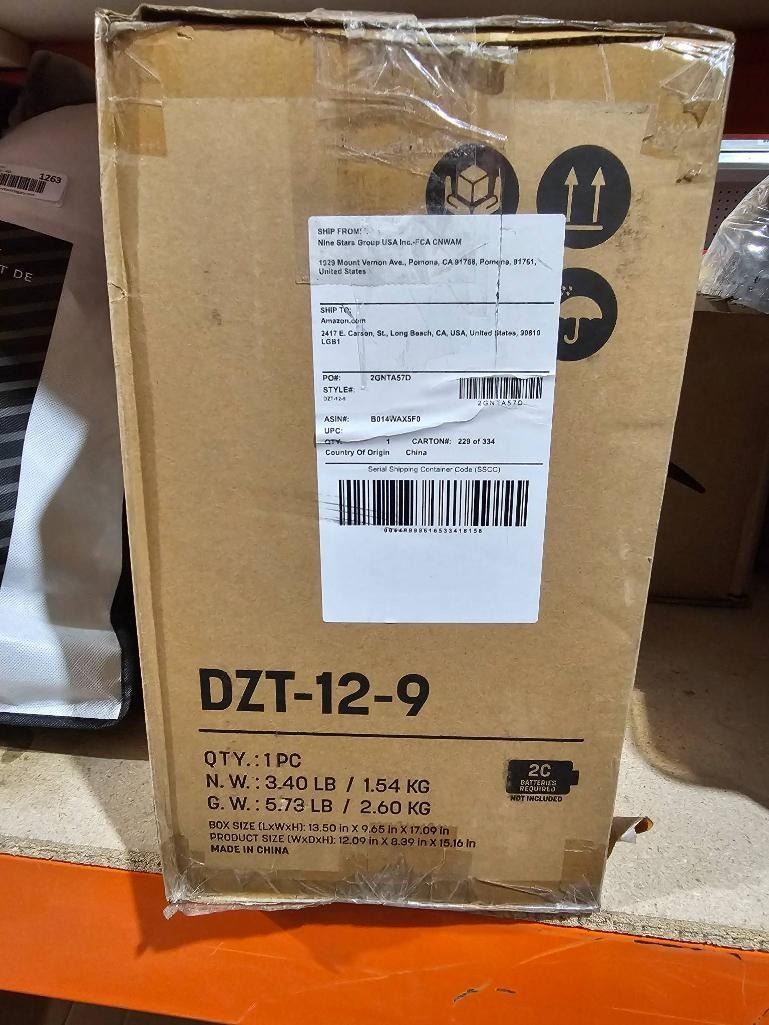 1263
T DE
SHIP FROM:
Nine Stars Group USA Inc.-FCA CNWAM
1929 Mount Vernon Ave., Pomona, CA 91768, Pomona, 91761,
United States
SHIP TO:
Amazon.com
2417 E. Carson, St., Long Beach, CA, USA, United States, 90810
LGB1
PO#: 2GNTA57D
STYLE#:
DZT-12-9
2GNTA57D
ASIN#: B014WAX5F0
UPC:
QTY: 1 CARTON#: 229 of 334
Country Of Origin China
Serial Shipping Container Code (SSCC)
DZT-12-9
QTY.: 1 PC
N. W.: 3.40 LB / 1.54 KG
G. W.: 5.73 LB / 2.60 KG
2C
BATTERIES
REQUIRED
NOT INCLUDED
BOX SIZE (LxWxH): 13.50 in X 9.65 in X 17.09 in
PRODUCT SIZE (WxDxH): 12.09 in X 8.39 in X 15.16 in
MADE IN CHINA